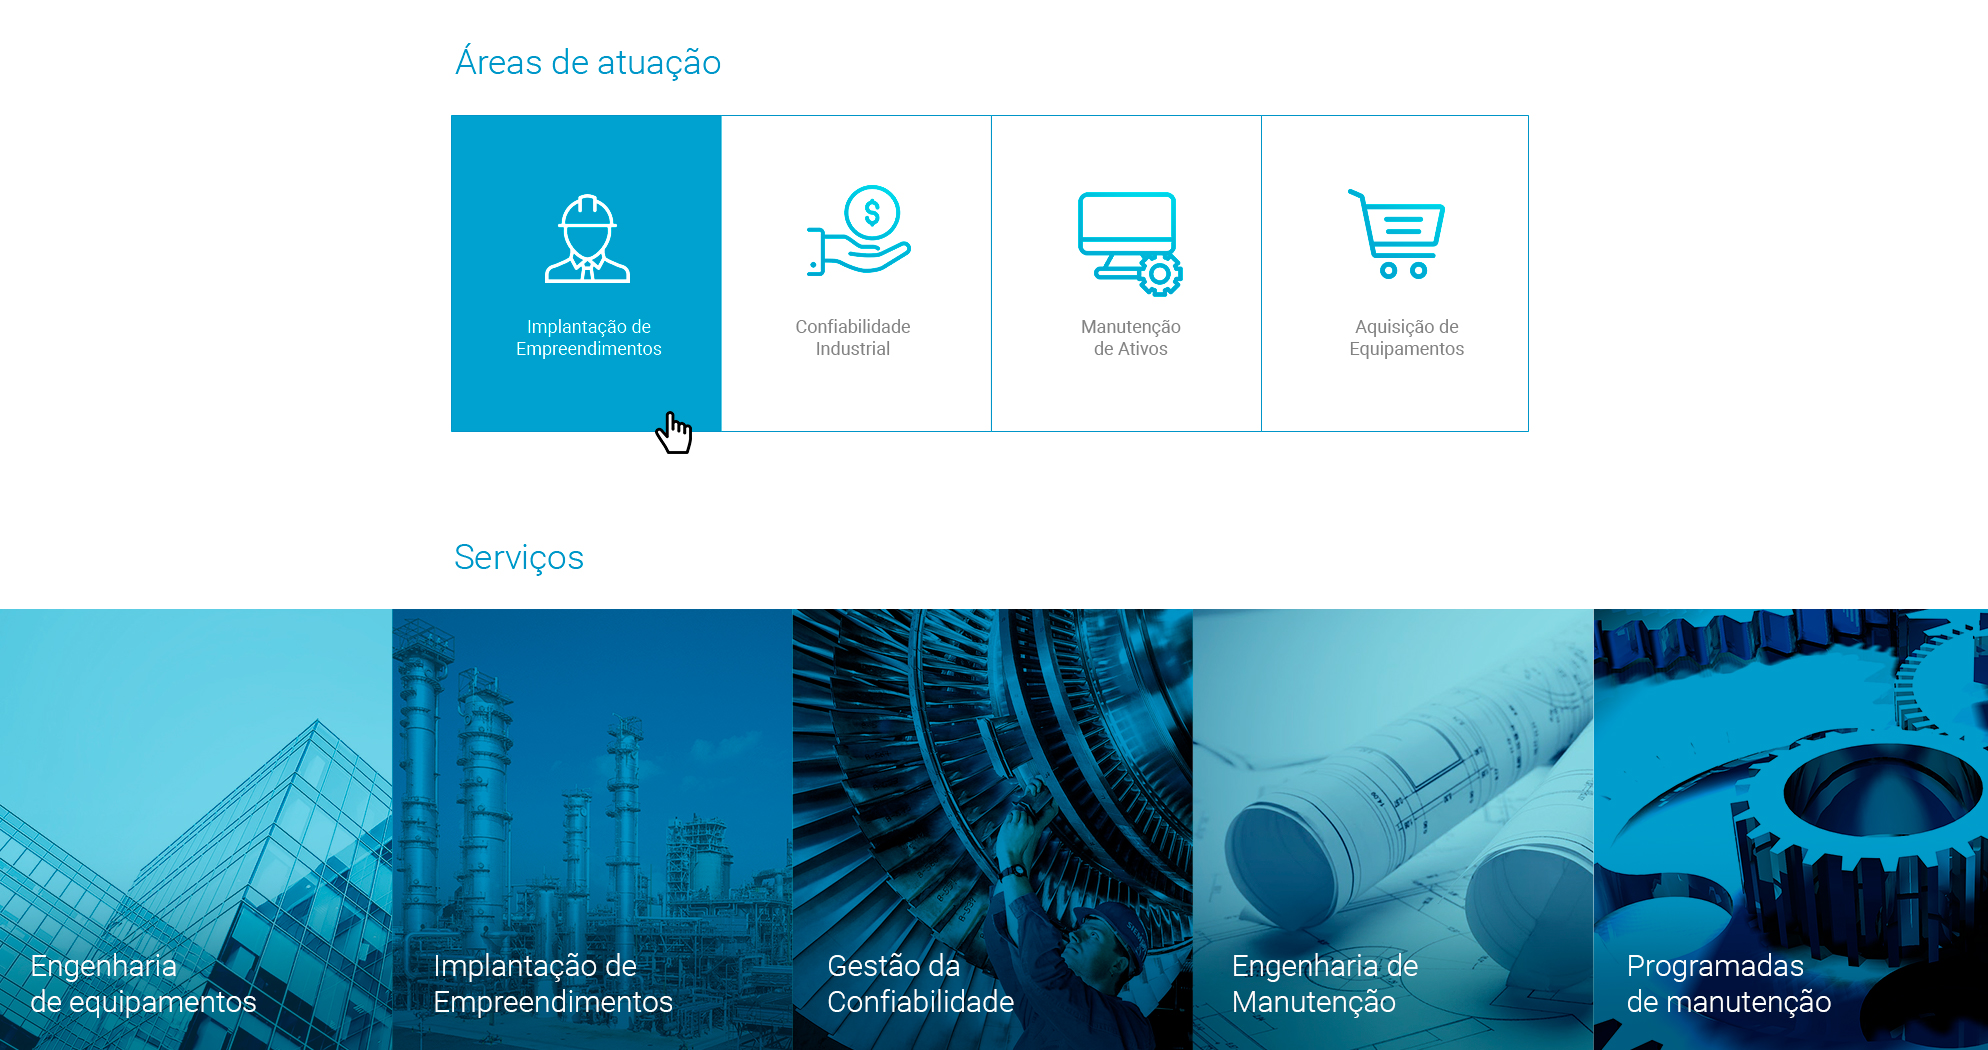 Áreas de atuação
$
Implantação de
Empreendimentos
Confiabilidade
Industrial
Manutenção
de Ativos
Aquisição de
Equipamentos
Serviços
Engenharia
de equipamentos
Implantação de
Empreendimentos
Gestão da
Confiabilidade
Engenharia de
Manutenção
Programadas
de manutenção